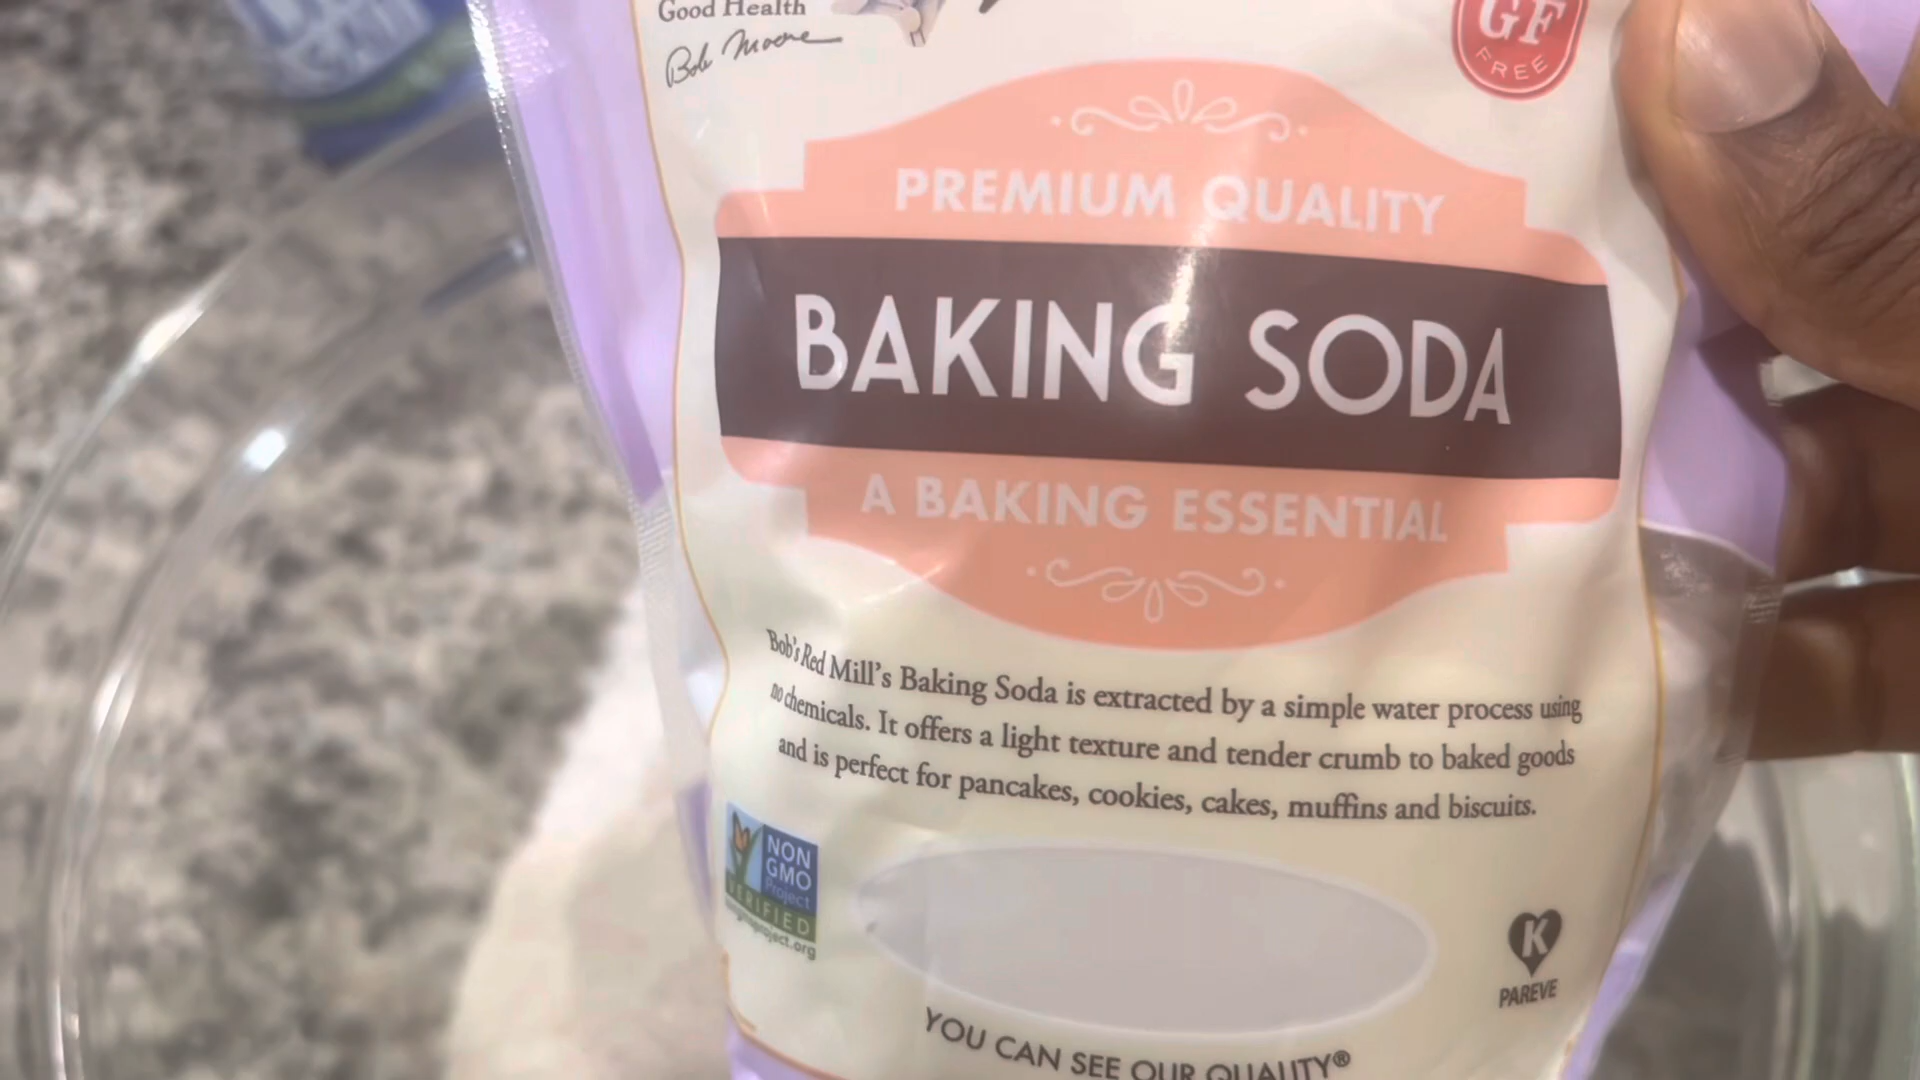 Good Health
Bob Moore
GF
FREE
PREMIUM QUALITY
BAKING SODA
A BAKING ESSENTIAL
Bob's Red Mill's Baking Soda is extracted by a simple water process using
no chemicals. It offers a light texture and tender crumb to baked goods
and is perfect for pancakes, cookies, cakes, muffins and biscuits.
NON
GMO
Project
VERIFIED
K
PAREVE
YOU CAN SEE OUR QUALITY®